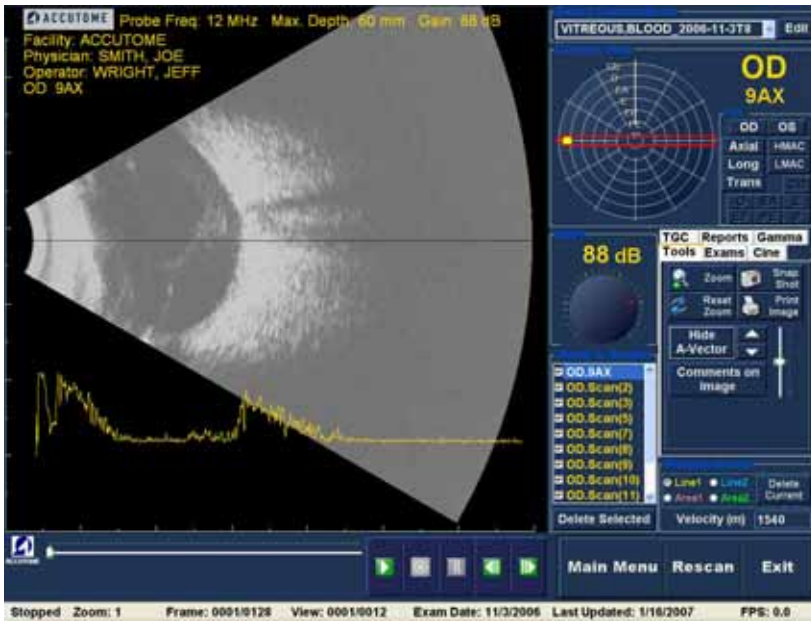 ACCUTOME Probe Freq: 12 MHz Max. Depth, 60 mm Gain: 88 dB
Facility: ACCUTOME
Physician: SMITH, JOE
Operator: WRIGHT, JEFF
OD 9AX
VITREOUS,BLOOD_2006-11-3T8 Edit
OD
9AX
OD OS
Axial HMAC
Long LMAC
Trans
88 dB
TGC Reports Gamma
Tools Exams Cine
Zoom Snap Shot
Reset Zoom Print Image
Hide A-Vector
Comments on Image
OD.9AX
OD.Scan(2)
OD.Scan(3)
OD.Scan(5)
OD.Scan(7)
OD.Scan(8)
OD.Scan(9)
OD.Scan(10)
OD.Scan(11)
Delete Selected
Line1 Line2 Delete Current
Area1 Area2
Velocity (m) 1540
ACCUTOME
Main Menu Rescan Exit
Stopped Zoom: 1 Frame: 0001/0128 View: 0001/0012 Exam Date: 11/3/2006 Last Updated: 1/16/2007 FPS: 0.0